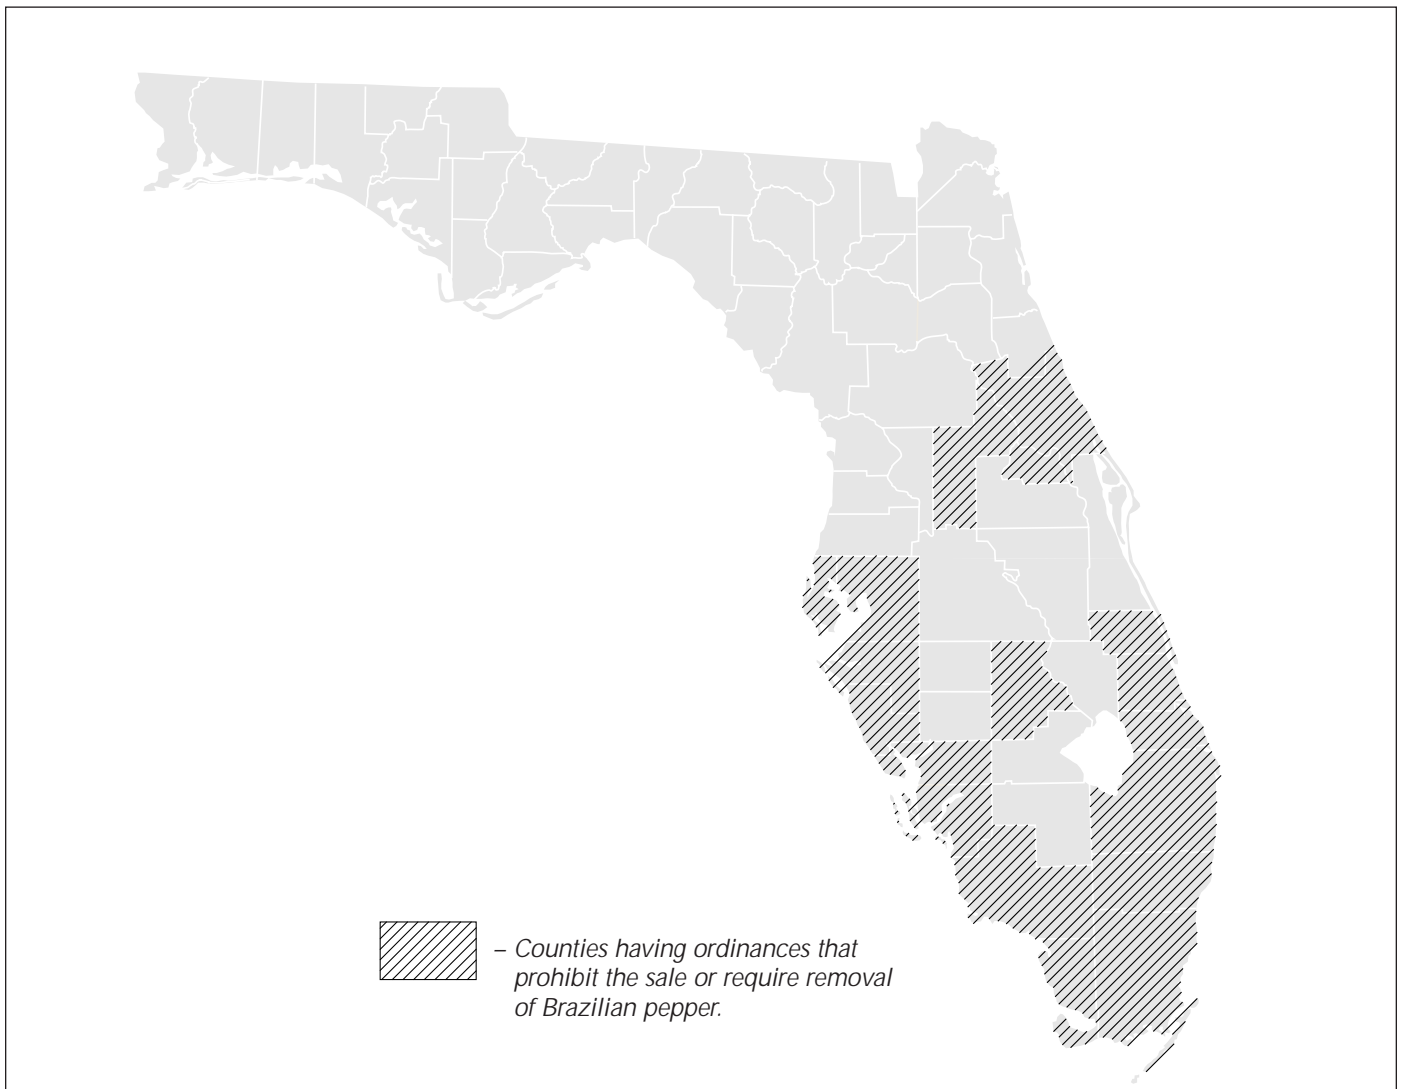 – Counties having ordinances that
prohibit the sale or require removal
of Brazilian pepper.